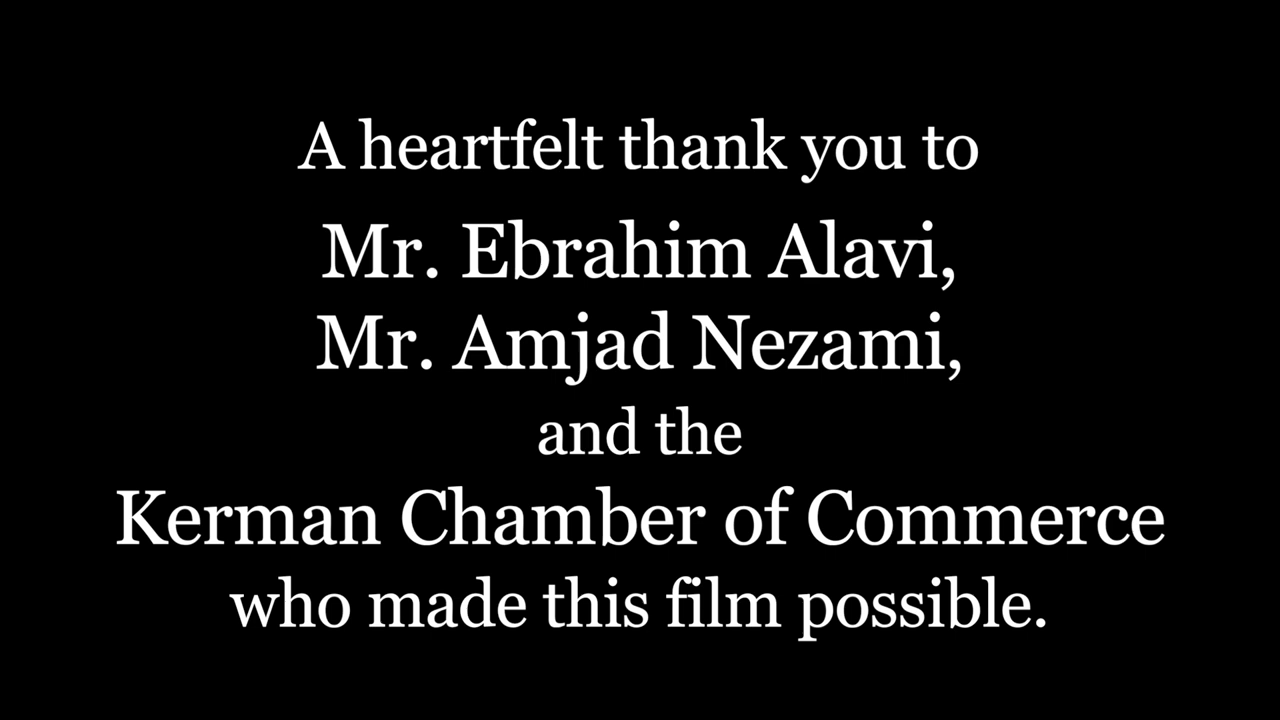 A heartfelt thank you to
Mr. Ebrahim Alavi,
Mr. Amjad Nezami,
and the
Kerman Chamber of Commerce
who made this film possible.